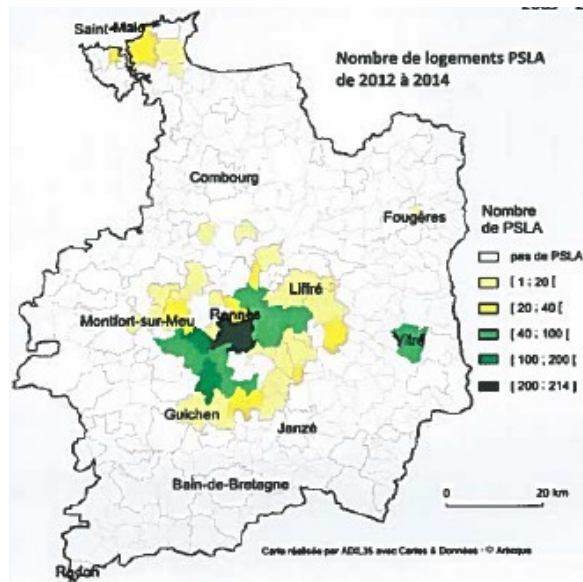 Saint-Malo
Nombre de logements PSLA
de 2012 à 2014
Combourg
Fougères
Nombre
de PSLA
pas de PSLA
[ 1 ; 20 [
[ 20 ; 40 [
[ 40 ; 100 [
[ 100 ; 200 [
[ 200 ; 214 [
Liffré
Rennes
Montfort-sur-Meu
Vitré
Guichen
Janzé
Bain-de-Bretagne
0 20 km
Redon
Carte réalisée par ADIL35 avec Cartes & Données - © Articque